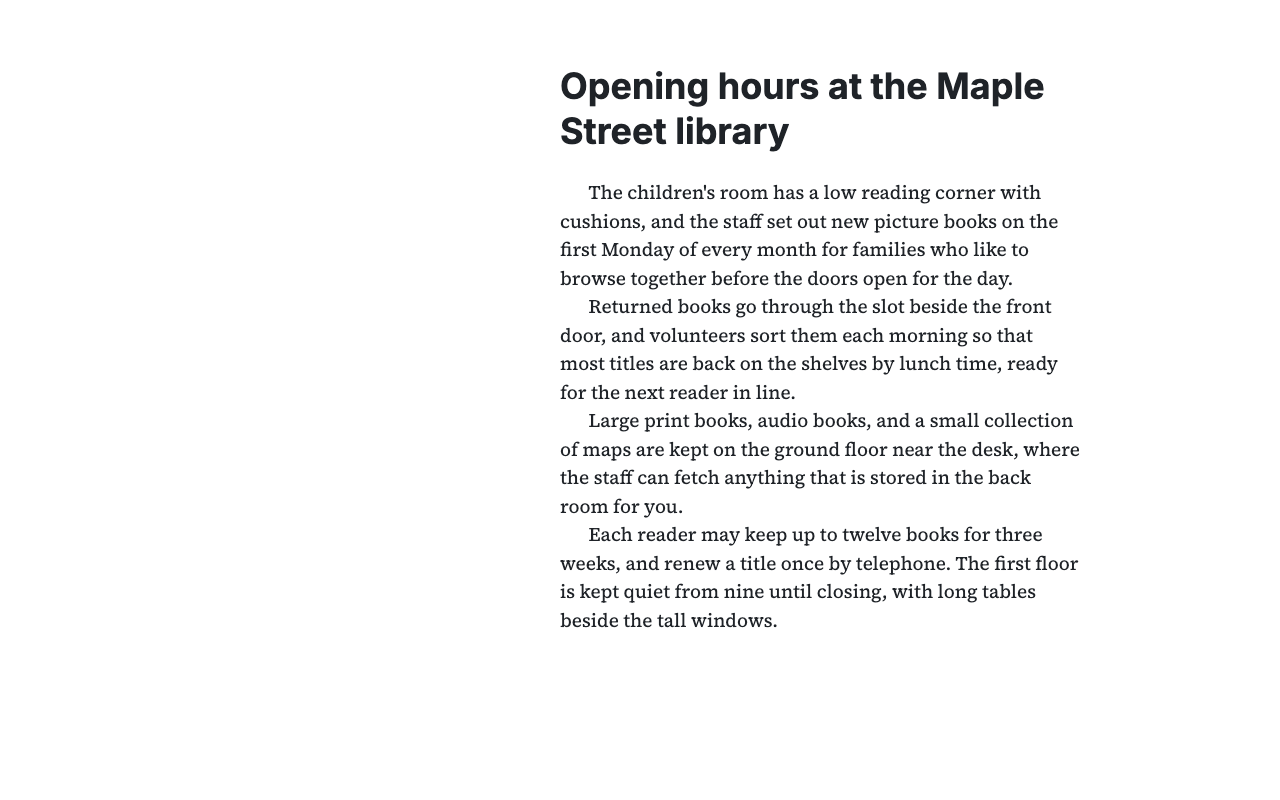 Opening hours at the Maple
Street library
The children's room has a low reading corner with
cushions, and the staff set out new picture books on the
first Monday of every month for families who like to
browse together before the doors open for the day.
Returned books go through the slot beside the front
door, and volunteers sort them each morning so that
most titles are back on the shelves by lunch time, ready
for the next reader in line.
Large print books, audio books, and a small collection
of maps are kept on the ground floor near the desk, where
the staff can fetch anything that is stored in the back
room for you.
Each reader may keep up to twelve books for three
weeks, and renew a title once by telephone. The first floor
is kept quiet from nine until closing, with long tables
beside the tall windows.